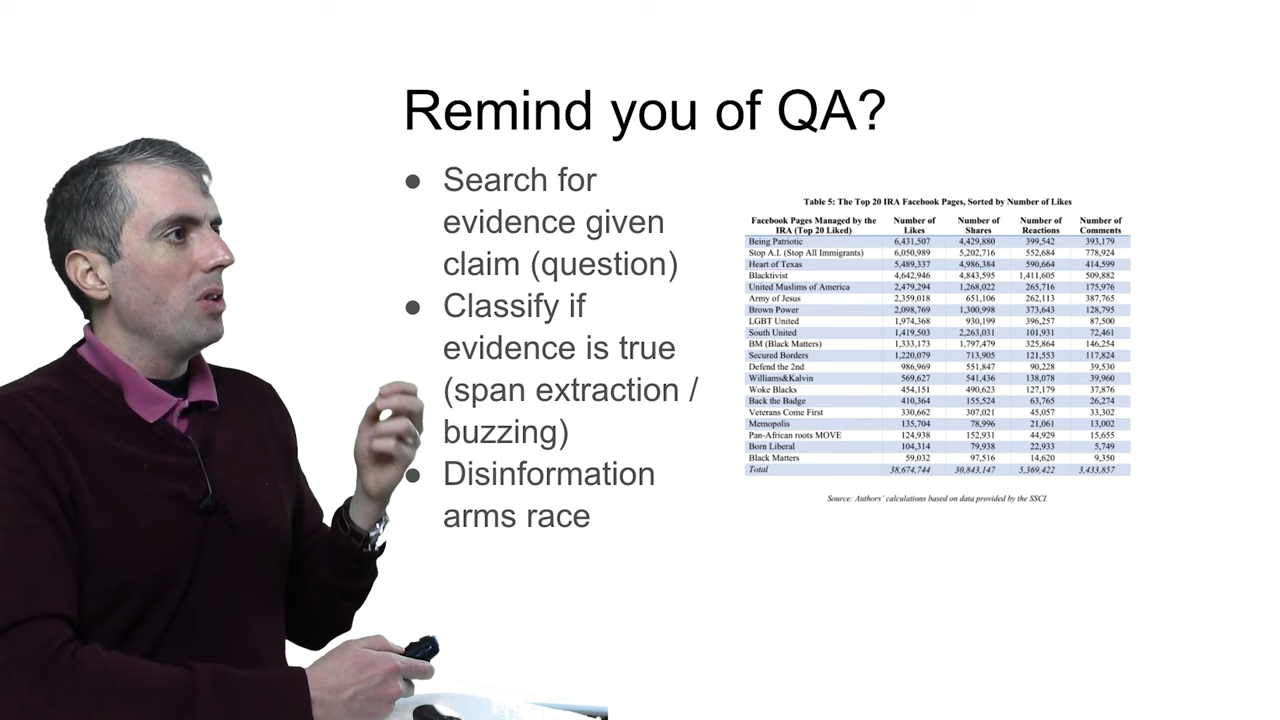 Remind you of QA?
● Search for
evidence given
claim (question)
● Classify if
evidence is true
(span extraction /
buzzing)
● Disinformation
arms race
Table 5: The Top 20 IRA Facebook Pages, Sorted by Number of Likes
Facebook Pages Managed by the IRA (Top 20 Liked) Number of Likes Number of Shares Number of Reactions Number of Comments
Being Patriotic 6,431,507 4,429,880 399,542 393,179
Stop A.I. (Stop All Immigrants) 6,050,989 5,202,716 552,684 778,924
Heart of Texas 5,489,337 4,986,384 590,664 414,599
Blacktivist 4,642,946 4,843,595 1,411,605 509,882
United Muslims of America 2,479,294 1,268,022 265,716 175,976
Army of Jesus 2,359,018 651,106 262,113 387,765
Brown Power 2,098,769 1,300,998 373,643 128,795
LGBT United 1,974,368 930,199 396,257 87,500
South United 1,419,503 2,263,031 101,931 72,461
BM (Black Matters) 1,333,173 1,797,479 325,864 146,254
Secured Borders 1,220,079 713,905 121,553 117,824
Defend the 2nd 986,969 551,847 90,228 39,530
Williams&Kalvin 569,627 541,436 138,078 39,960
Woke Blacks 454,151 490,623 127,179 37,876
Back the Badge 410,364 155,524 63,765 26,274
Veterans Come First 330,662 307,021 45,057 33,302
Memopolis 135,704 78,996 21,061 13,002
Pan-African roots MOVE 124,938 152,931 44,929 15,655
Born Liberal 104,314 79,938 22,933 5,749
Black Matters 59,032 97,516 14,620 9,350
Total 38,674,744 30,843,147 5,369,422 3,433,857
Source: Authors' calculations based on data provided by the SSCI.